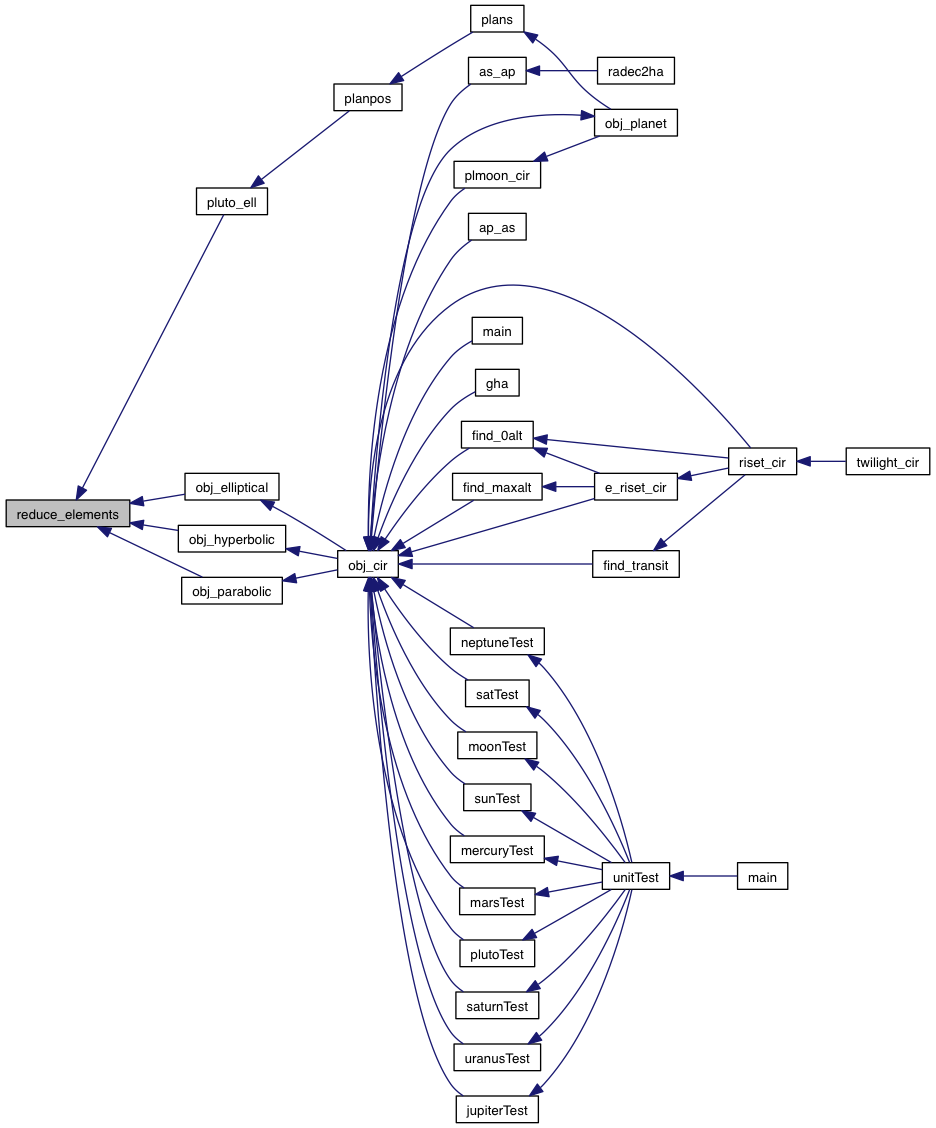 plans
as_ap
radec2ha
planpos
obj_planet
plmoon_cir
pluto_ell
ap_as
main
gha
find_0alt
riset_cir
twilight_cir
obj_elliptical
find_maxalt
e_riset_cir
reduce_elements
obj_hyperbolic
obj_cir
find_transit
obj_parabolic
neptuneTest
satTest
moonTest
sunTest
mercuryTest
unitTest
main
marsTest
plutoTest
saturnTest
uranusTest
jupiterTest